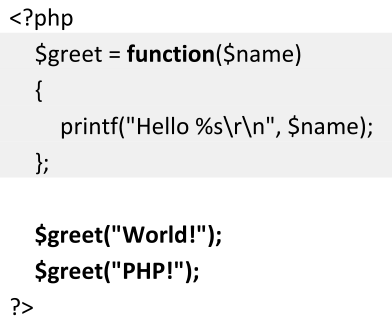 <?php
$greet = function($name)
{
printf("Hello %s\r\n", $name);
};
$greet("World!");
$greet("PHP!");
?>